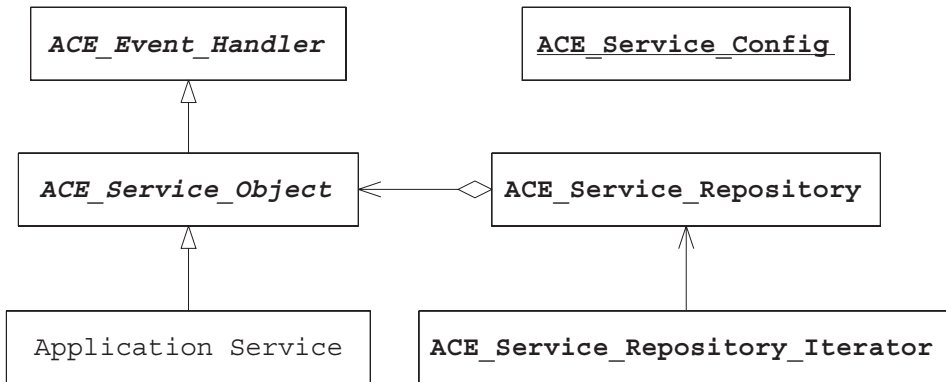 ACE_Event_Handler
ACE_Service_Config
ACE_Service_Object
ACE_Service_Repository
Application Service
ACE_Service_Repository_Iterator